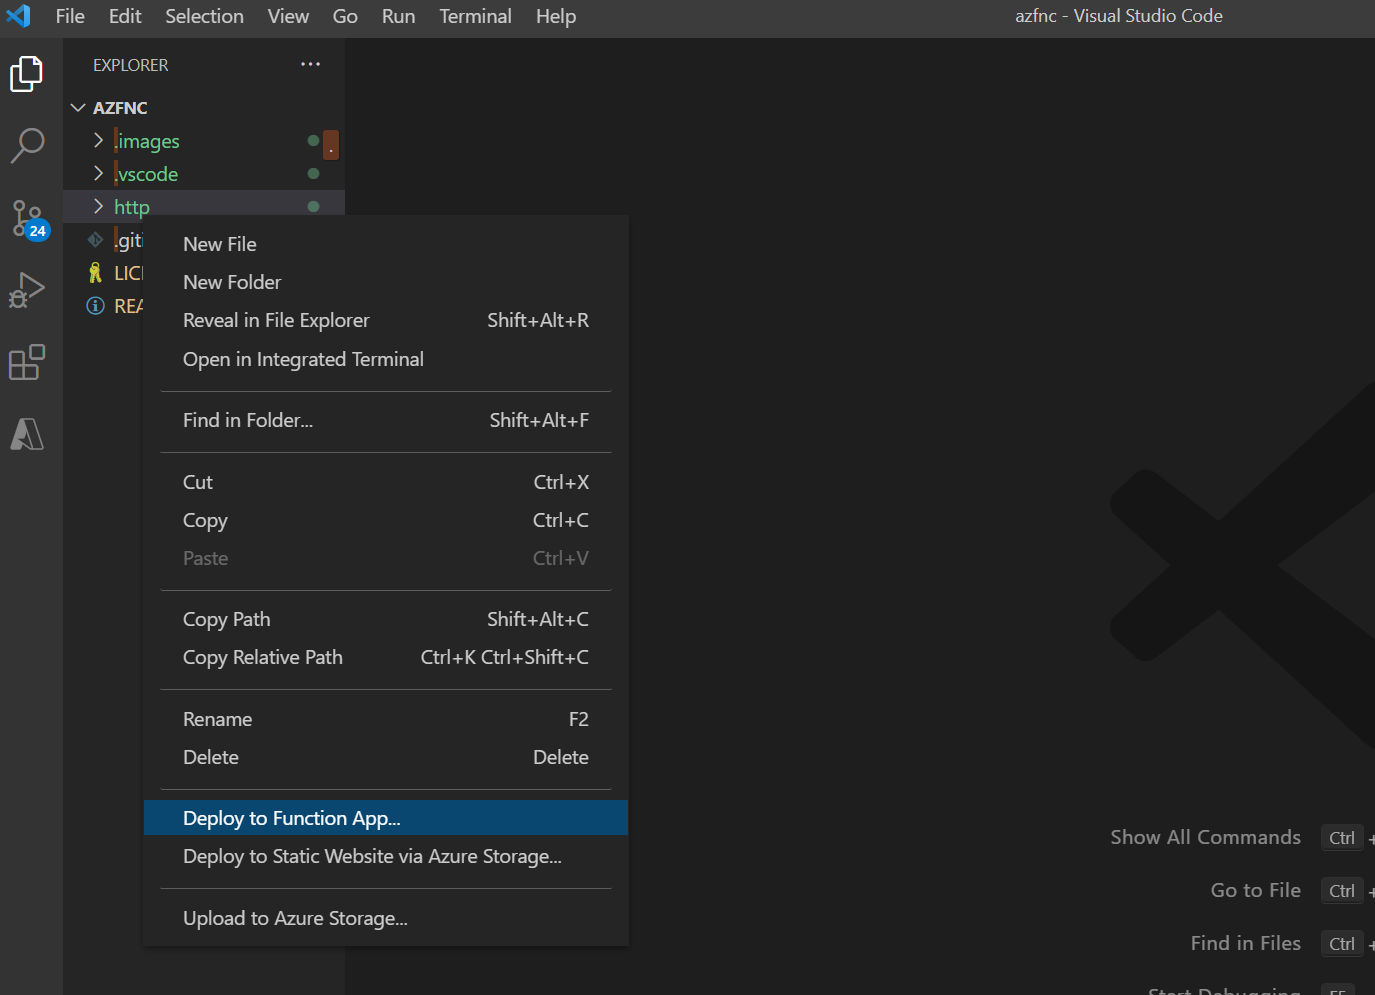 File Edit Selection View Go Run Terminal Help azfnc - Visual Studio Code
EXPLORER ...
AZFNC
.images .
.vscode
http
.giti
LIC
REA
24
New File
New Folder
Reveal in File Explorer Shift+Alt+R
Open in Integrated Terminal
Find in Folder... Shift+Alt+F
Cut Ctrl+X
Copy Ctrl+C
Paste Ctrl+V
Copy Path Shift+Alt+C
Copy Relative Path Ctrl+K Ctrl+Shift+C
Rename F2
Delete Delete
Deploy to Function App...
Deploy to Static Website via Azure Storage...
Upload to Azure Storage...
Show All Commands Ctrl +
Go to File Ctrl +
Find in Files Ctrl +
Start Debugging F5